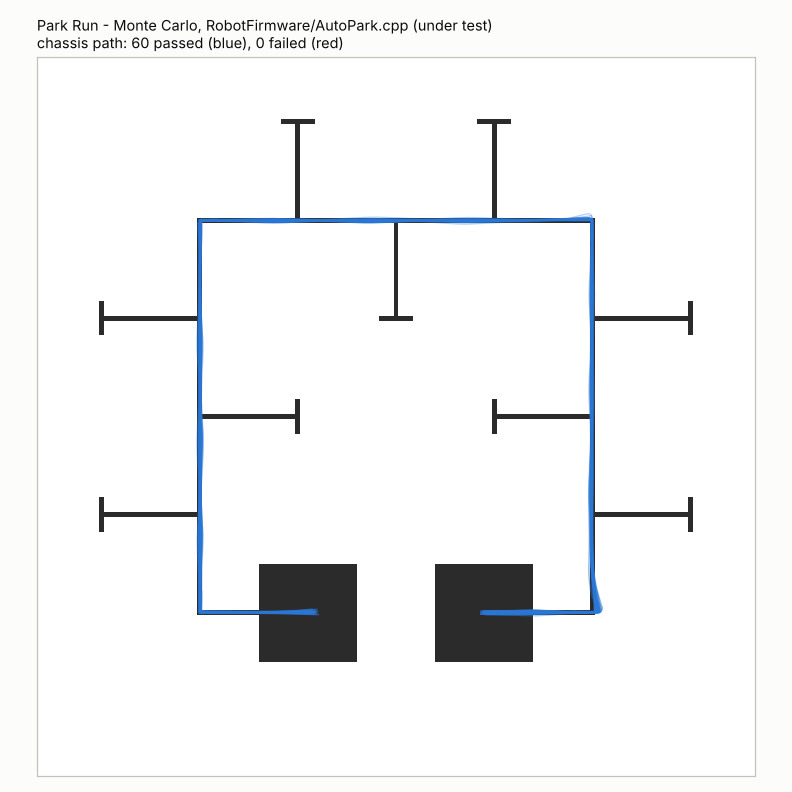 Park Run - Monte Carlo, RobotFirmware/AutoPark.cpp (under test)
chassis path: 60 passed (blue), 0 failed (red)